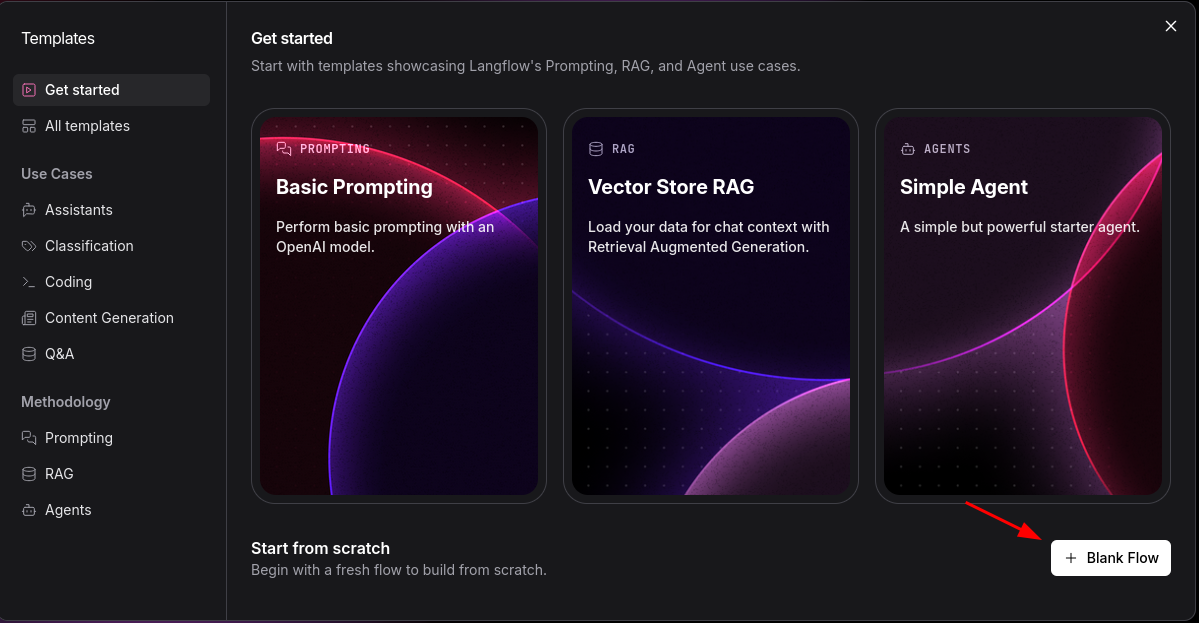 Templates
Get started
All templates
Use Cases
Assistants
Classification
Coding
Content Generation
Q&A
Methodology
Prompting
RAG
Agents
Get started
Start with templates showcasing Langflow's Prompting, RAG, and Agent use cases.
PROMPTING
Basic Prompting
Perform basic prompting with an
OpenAI model.
RAG
Vector Store RAG
Load your data for chat context with
Retrieval Augmented Generation.
AGENTS
Simple Agent
A simple but powerful starter agent.
Start from scratch
Begin with a fresh flow to build from scratch.
Blank Flow